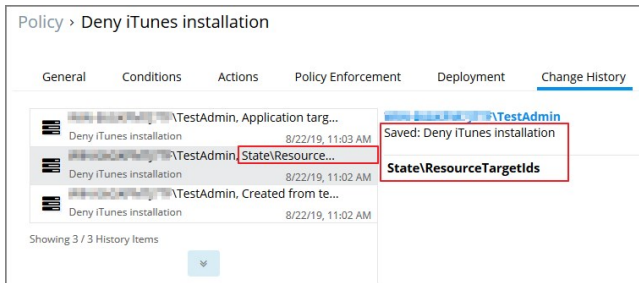 Policy › Deny iTunes installation
General Conditions Actions Policy Enforcement Deployment Change History
\TestAdmin, Application targ...
Deny iTunes installation 8/22/19, 11:03 AM
\TestAdmin, State\Resource...
Deny iTunes installation 8/22/19, 11:02 AM
\TestAdmin, Created from te...
Deny iTunes installation 8/22/19, 11:02 AM
Showing 3 / 3 History Items
\TestAdmin
Saved: Deny iTunes installation
State\ResourceTargetIds